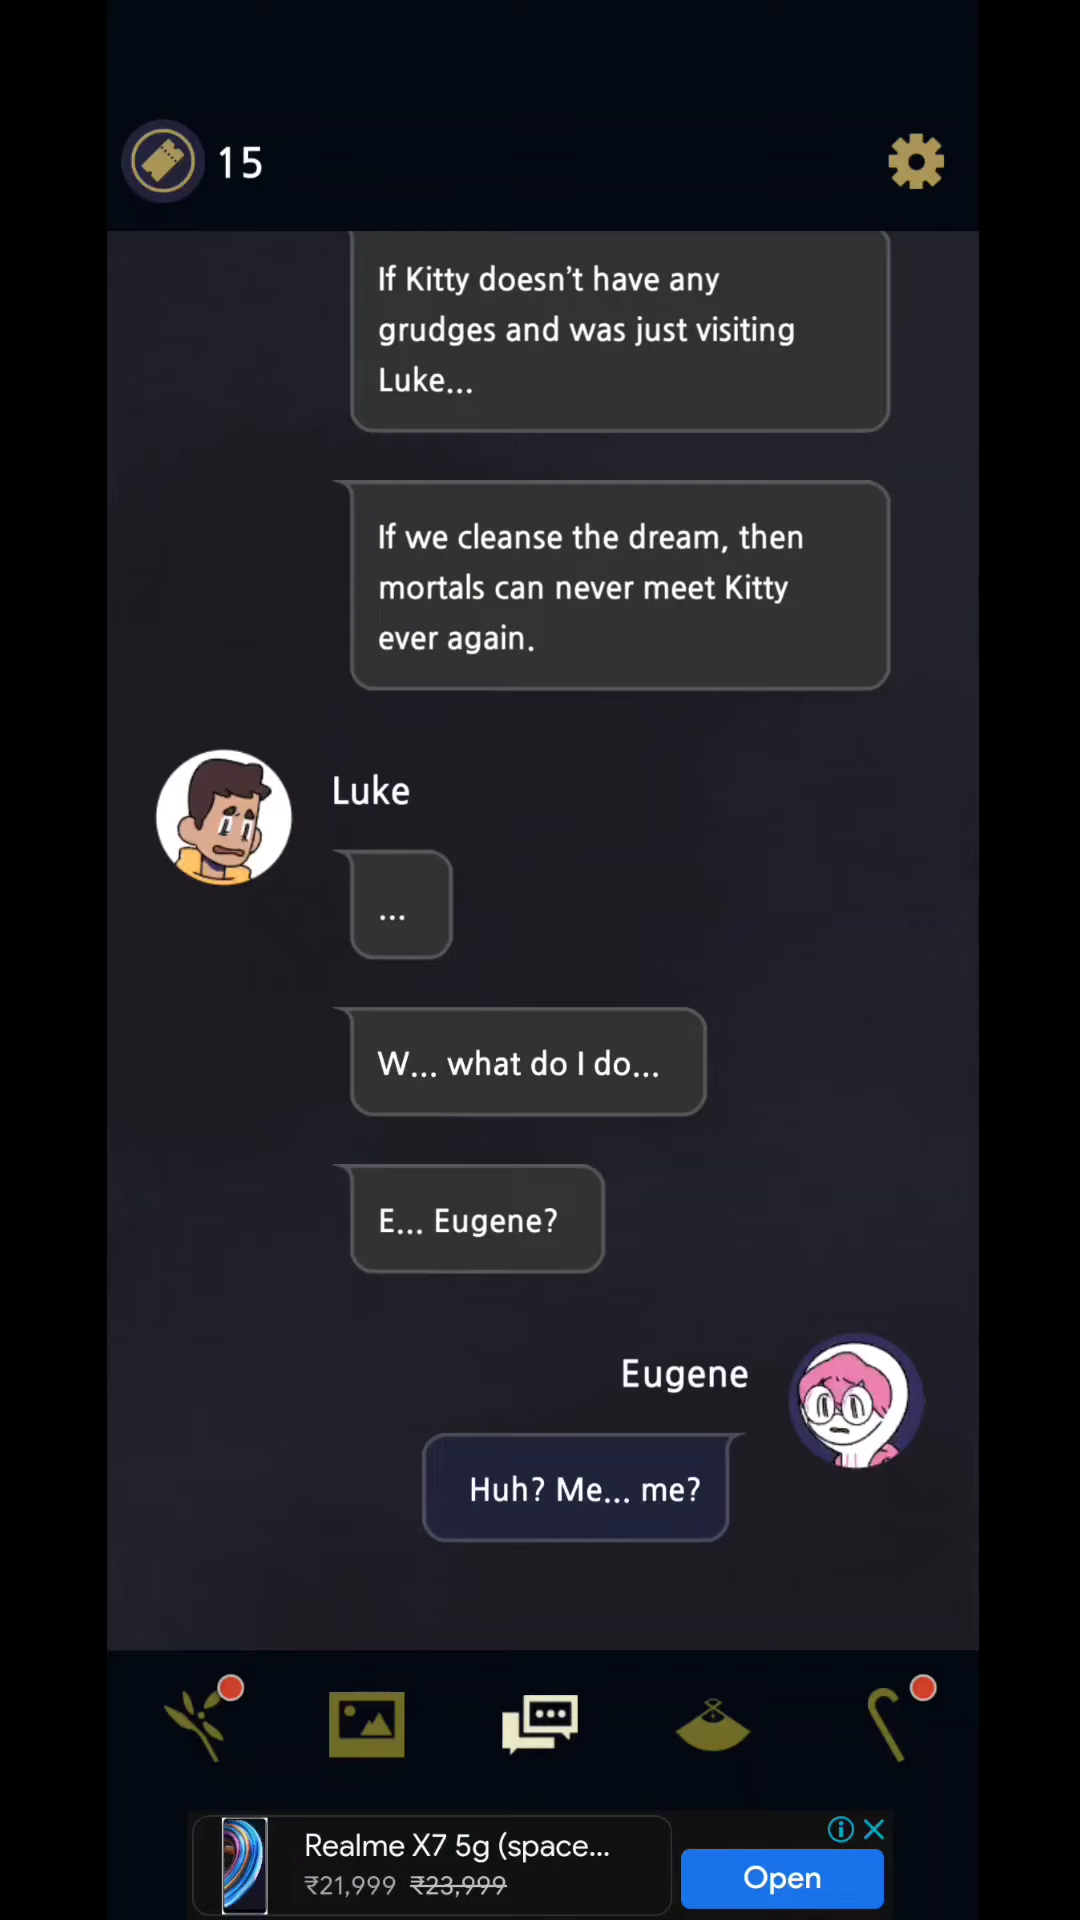 15
If Kitty doesn’t have any
grudges and was just visiting
Luke...
If we cleanse the dream, then
mortals can never meet Kitty
ever again.
Luke
...
W... what do I do...
E... Eugene?
Eugene
Huh? Me... me?
Realme X7 5g (space...
₹21,999 ₹23,999
Open